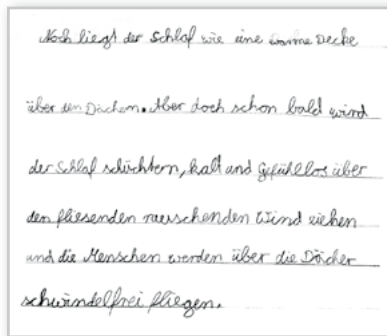 Noch liegt der Schlaf wie eine warme Decke
über den Dächern. Aber doch schon bald wird
der Schlaf schüchtern, kalt und Gefühllos über
den fliesenden rauschenden Wind ziehen
und die Menschen werden über die Dächer
schwindelfrei fliegen.